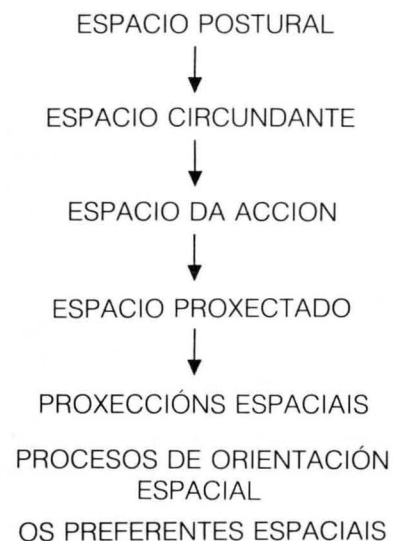 ESPACIO POSTURAL
ESPACIO CIRCUNDANTE
ESPACIO DA ACCION
ESPACIO PROXECTADO
PROXECCIÓNS ESPACIAIS
PROCESOS DE ORIENTACIÓN
ESPACIAL
OS PREFERENTES ESPACIAIS